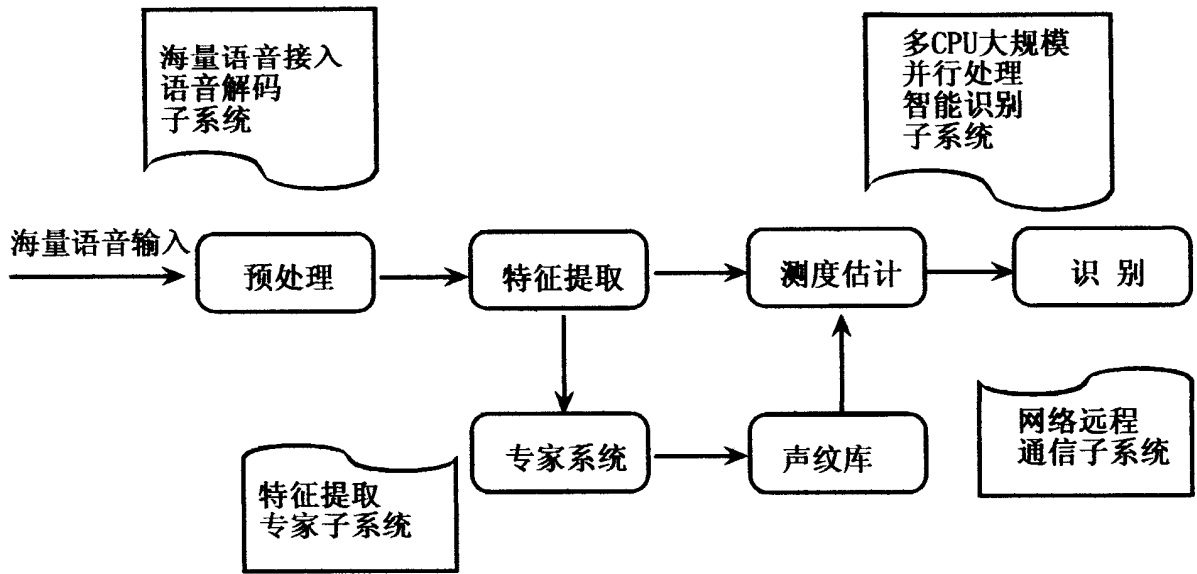 海量语音接入
语音解码
子系统
多CPU大规模
并行处理
智能识别
子系统
海量语音输入
预处理
特征提取
测度估计
识 别
专家系统
声纹库
网络远程
通信子系统
特征提取
专家子系统